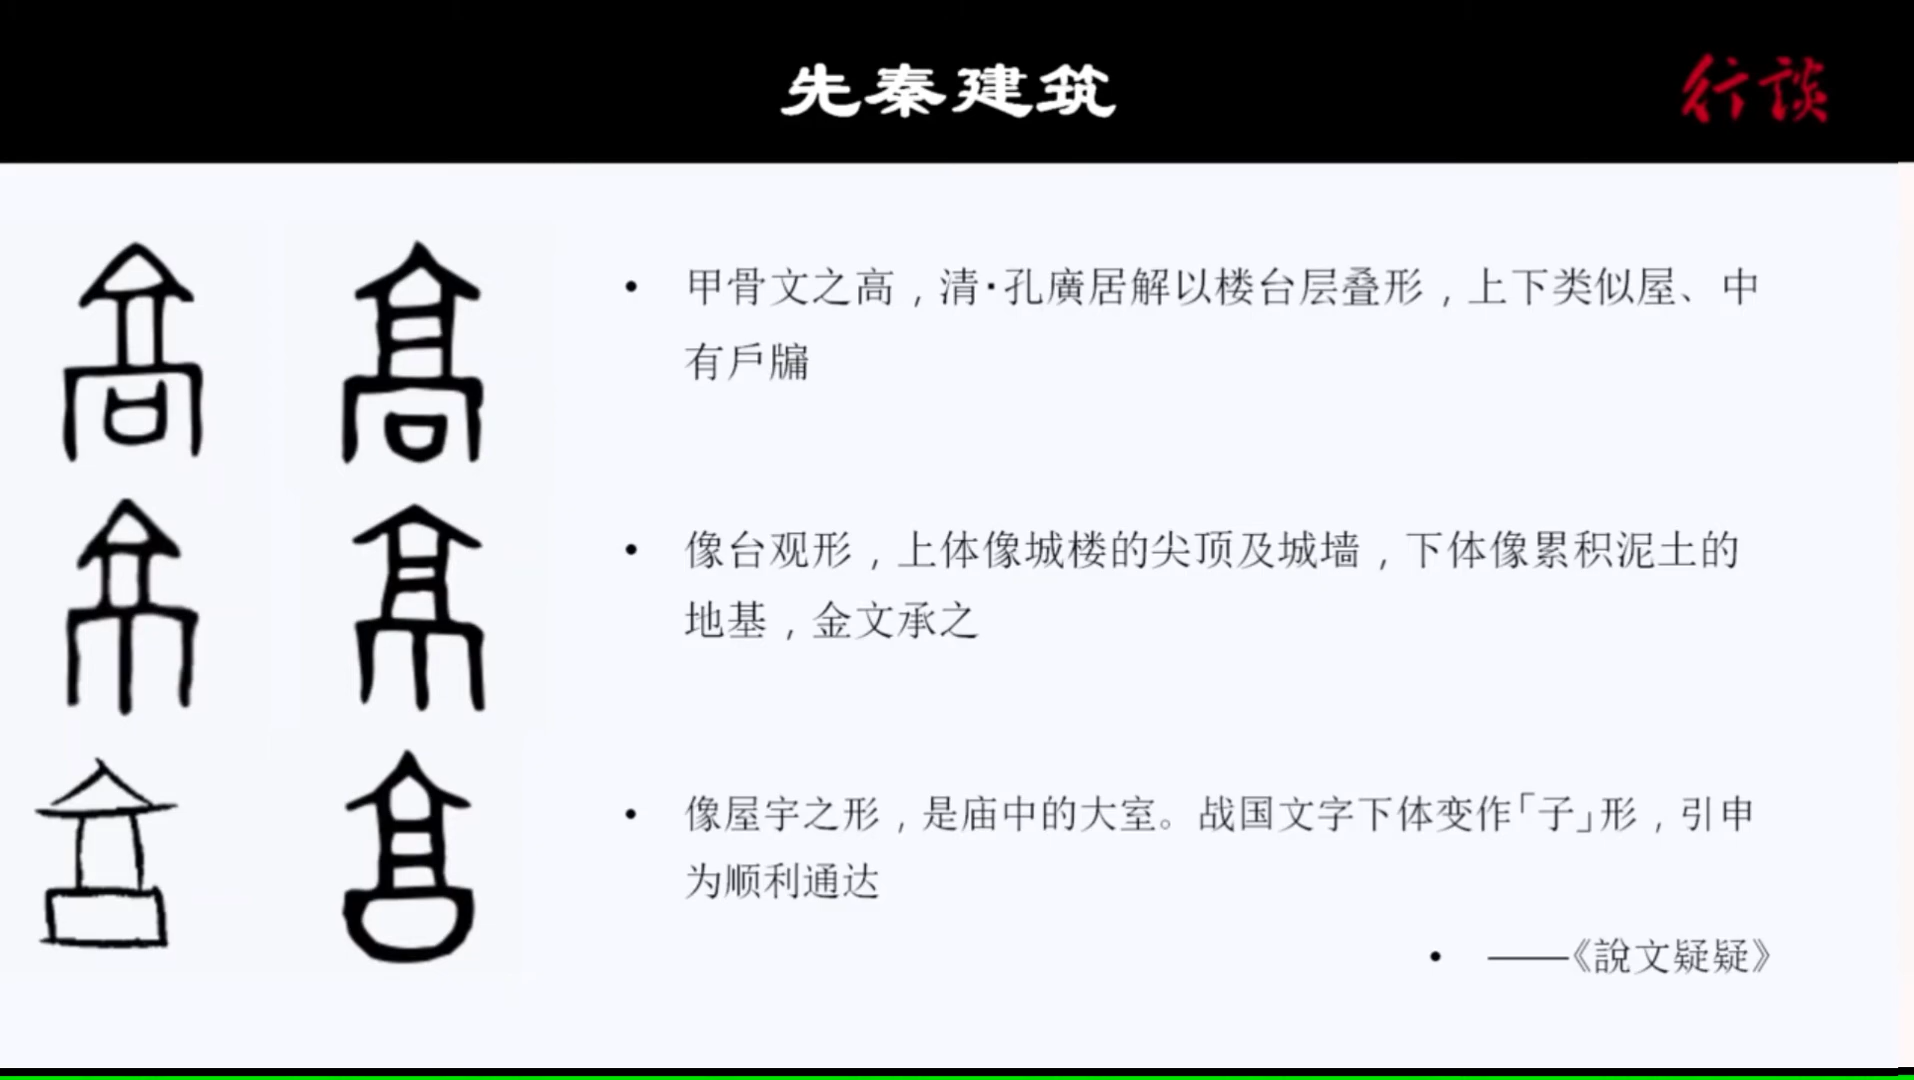 先秦建筑
行談
甲骨文之高，清·孔廣居解以楼台层叠形，上下类似屋、中
有戶牖
像台观形，上体像城楼的尖顶及城墙，下体像累积泥土的
地基，金文承之
像屋宇之形，是庙中的大室。战国文字下体变作「子」形，引申
为顺利通达
——《說文疑疑》